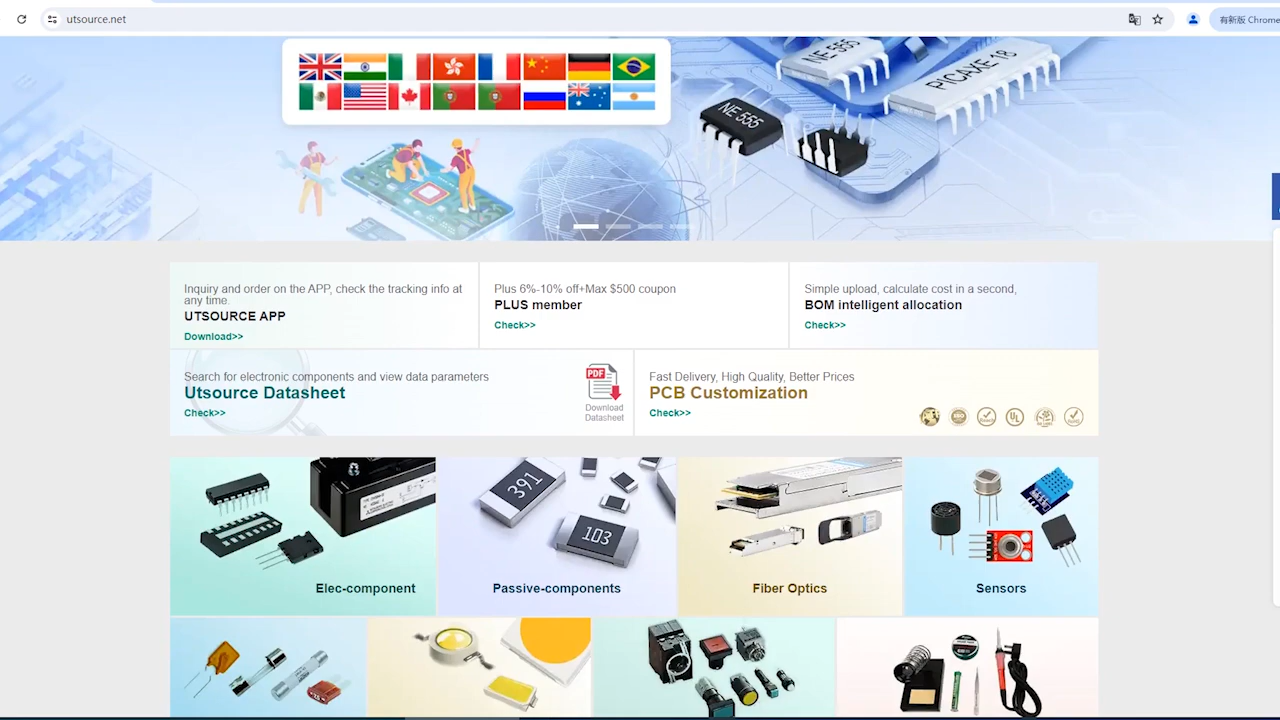 utsource.net
有新版 Chrome
NE 555
PICAXE-18
NE 555
Inquiry and order on the APP, check the tracking info at
any time.
UTSOURCE APP
Download>>
Plus 6%-10% off+Max $500 coupon
PLUS member
Check>>
Simple upload, calculate cost in a second,
BOM intelligent allocation
Check>>
Search for electronic components and view data parameters
Utsource Datasheet
Check>>
PDF
Download
Datasheet
Fast Delivery, High Quality, Better Prices
PCB Customization
Check>>
UL
391
103
Elec-component
Passive-components
Fiber Optics
Sensors